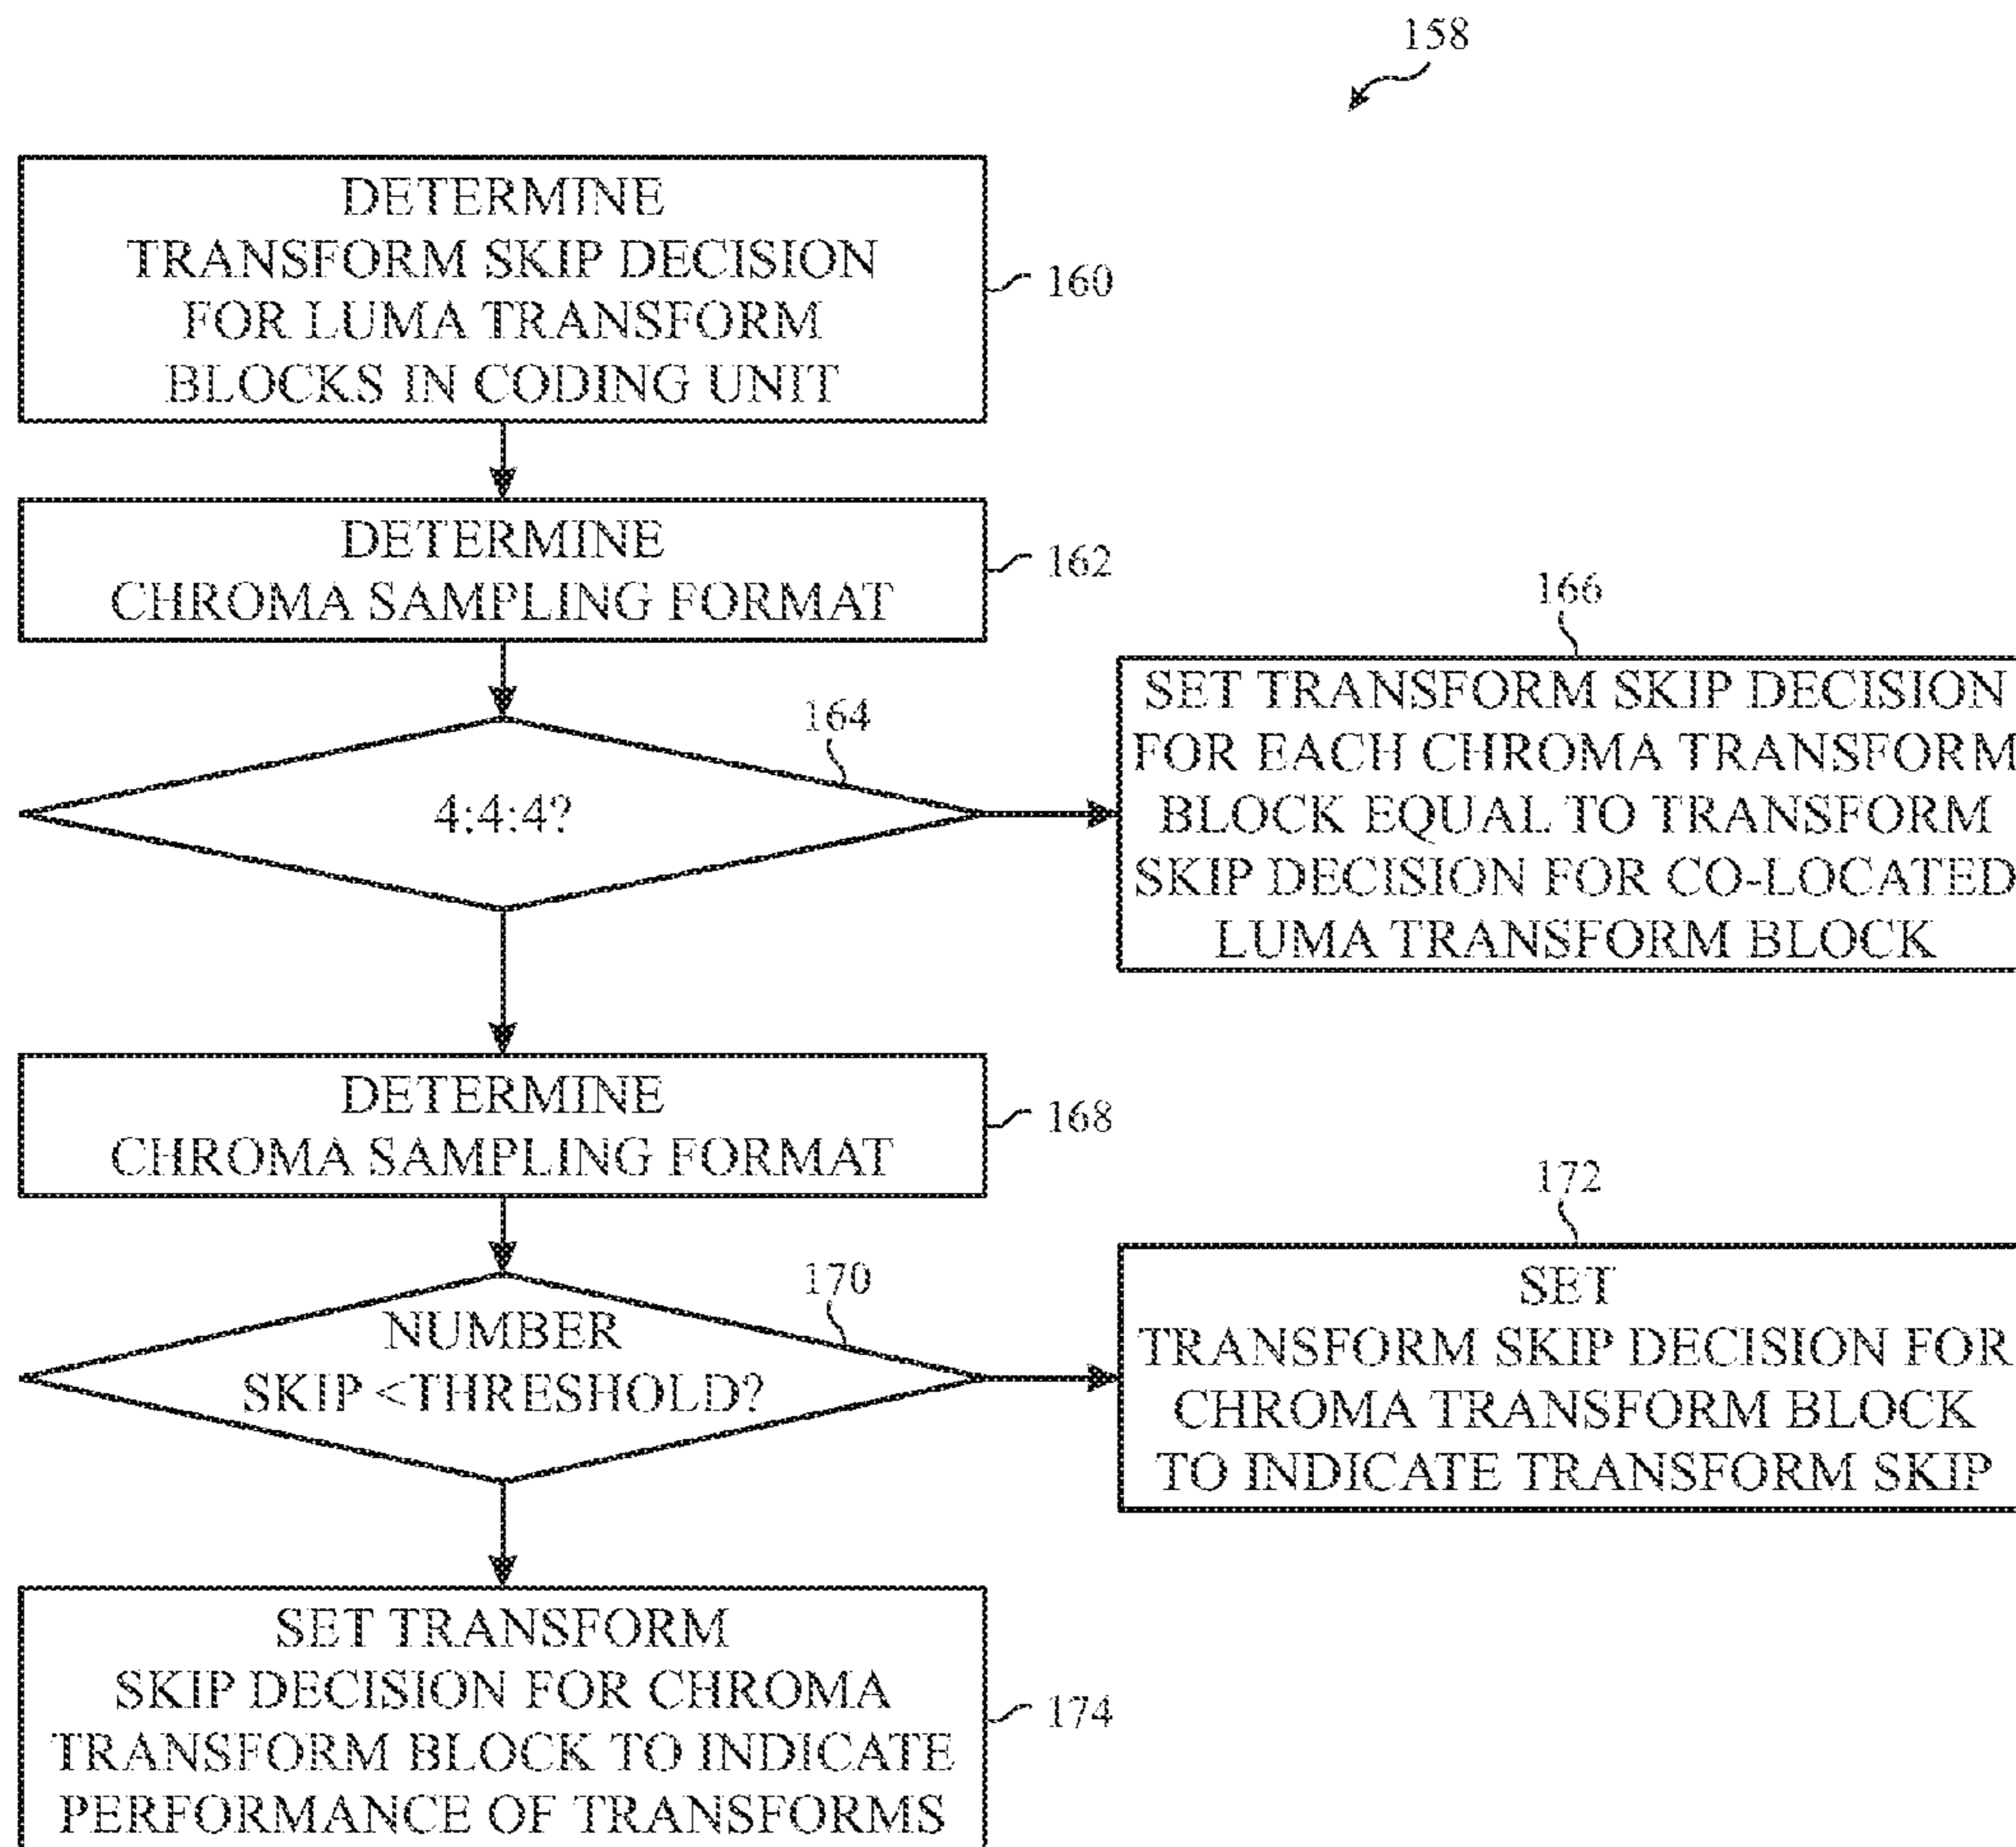 158
DETERMINE
TRANSFORM SKIP DECISION
FOR LUMA TRANSFORM
BLOCKS IN CODING UNIT
160
DETERMINE
CHROMA SAMPLING FORMAT
162
164
4:4:4?
166
SET TRANSFORM SKIP DECISION
FOR EACH CHROMA TRANSFORM
BLOCK EQUAL TO TRANSFORM
SKIP DECISION FOR CO-LOCATED
LUMA TRANSFORM BLOCK
DETERMINE
CHROMA SAMPLING FORMAT
168
170
NUMBER
SKIP <THRESHOLD?
172
SET
TRANSFORM SKIP DECISION FOR
CHROMA TRANSFORM BLOCK
TO INDICATE TRANSFORM SKIP
SET TRANSFORM
SKIP DECISION FOR CHROMA
TRANSFORM BLOCK TO INDICATE
PERFORMANCE OF TRANSFORMS
174